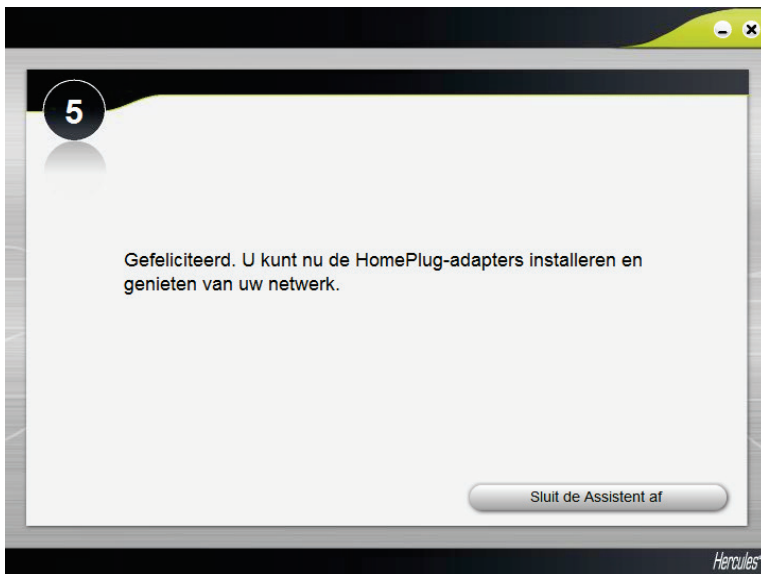 5
Gefeliciteerd. U kunt nu de HomePlug-adapters installeren en
genieten van uw netwerk.
Sluit de Assistent af
Hercules